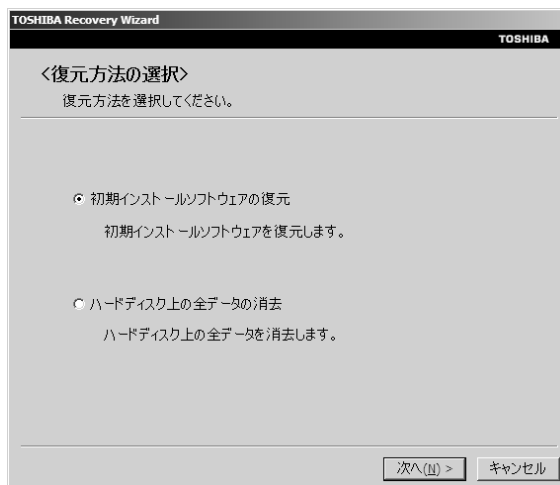 TOSHIBA Recovery Wizard
TOSHIBA
<復元方法の選択>
復元方法を選択してください。
初期インストールソフトウェアの復元
初期インストールソフトウェアを復元します。
ハードディスク上の全データの消去
ハードディスク上の全データを消去します。
次へ(N) >
キャンセル